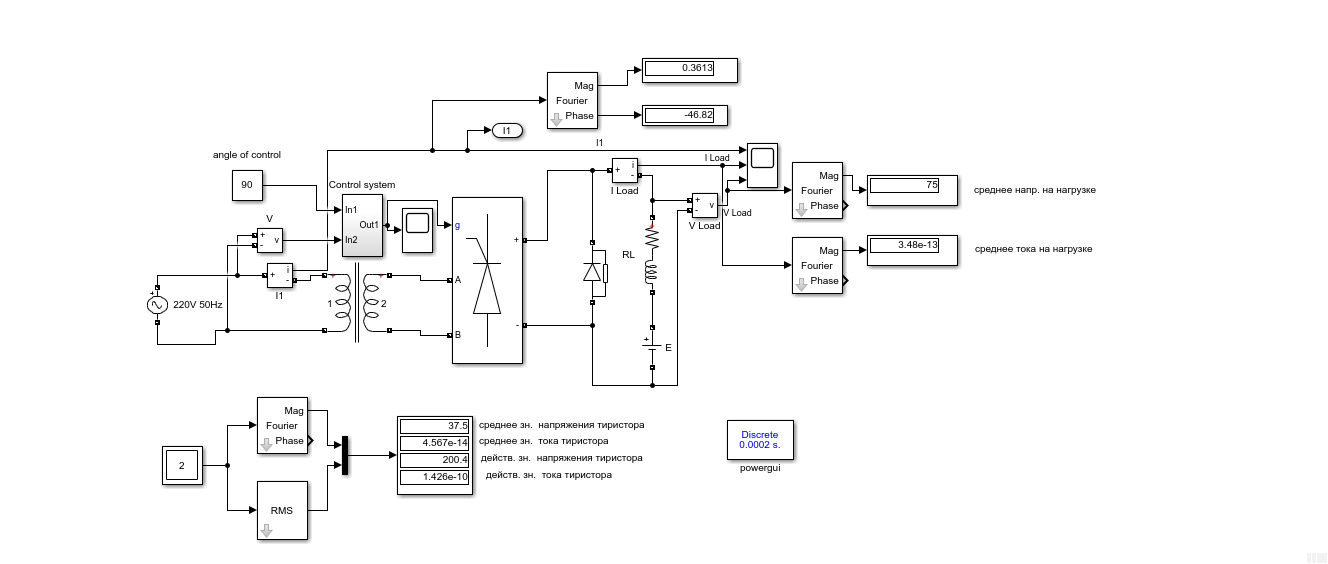 0.3613
Mag
Fourier
Phase
-46.82
I1
I1
angle of control
I Load
90
Control system
In1
Out1
In2
V
+
-
v
g
+
-
A
B
+
-
i
I1
+
220V 50Hz
1
+
2
+
+
-
i
I Load
+
-
v
V Load
V Load
RL
+
E
Mag
Fourier
Phase
75
среднее напр. на нагрузке
Mag
Fourier
Phase
3.48e-13
среднее тока на нагрузке
2
Mag
Fourier
Phase
RMS
37.5
среднее зн. напряжения тиристора
4.567e-14
среднее зн. тока тиристора
200.4
действ. зн. напряжения тиристора
1.426e-10
действ. зн. тока тиристора
Discrete
0.0002 s.
powergui